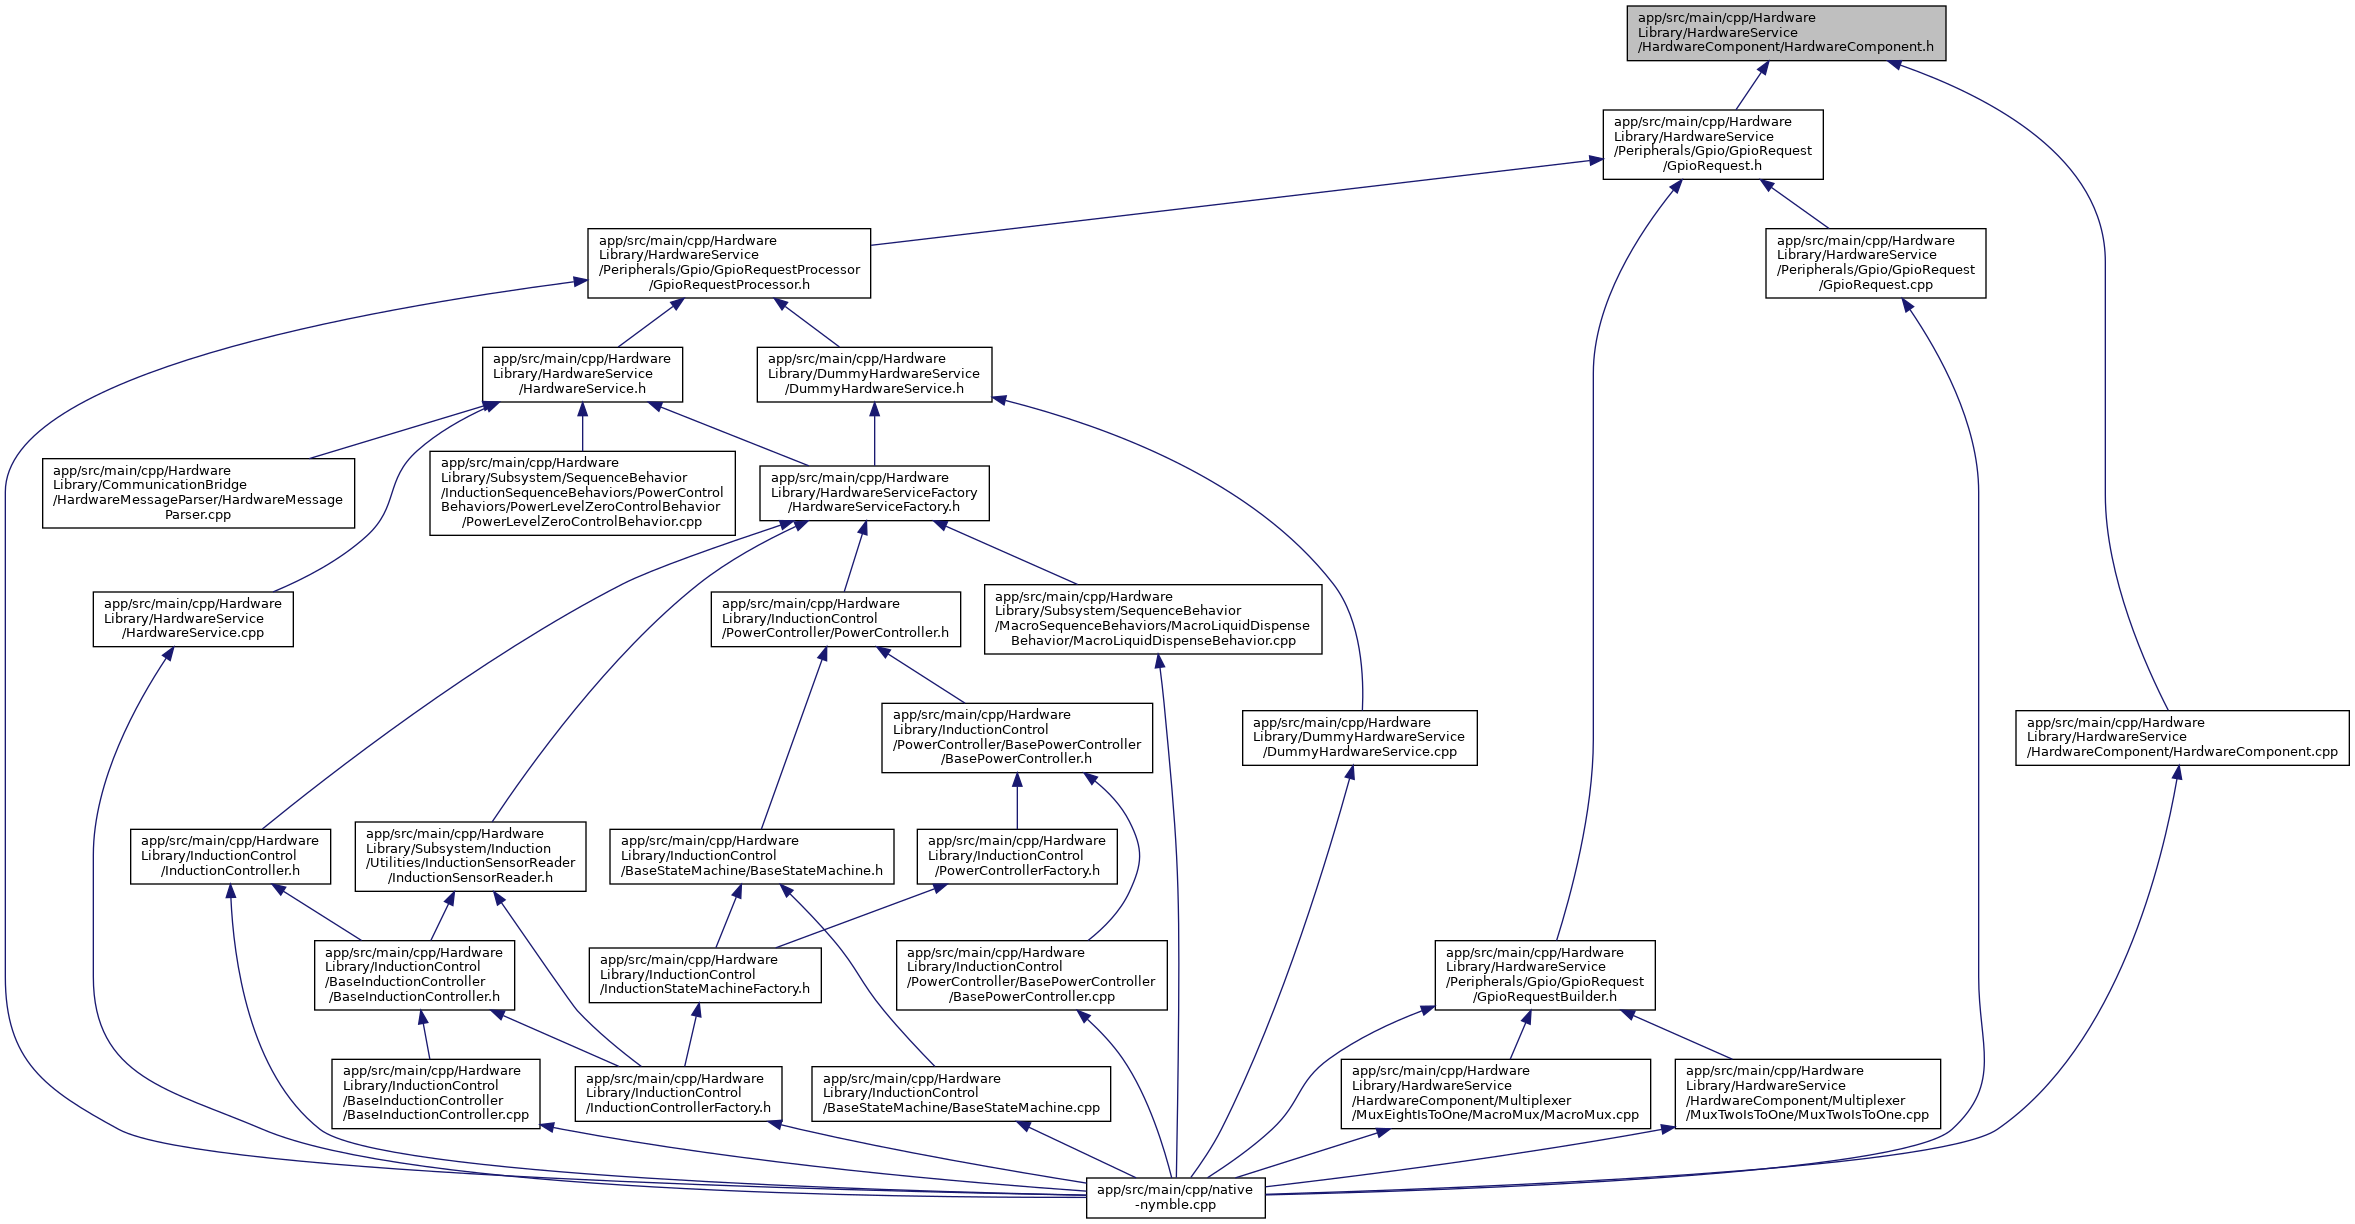 app/src/main/cpp/Hardware
Library/HardwareService
/HardwareComponent/HardwareComponent.h
app/src/main/cpp/Hardware
Library/HardwareService
/Peripherals/Gpio/GpioRequest
/GpioRequest.h
app/src/main/cpp/Hardware
Library/HardwareService
/Peripherals/Gpio/GpioRequestProcessor
/GpioRequestProcessor.h
app/src/main/cpp/Hardware
Library/HardwareService
/Peripherals/Gpio/GpioRequest
/GpioRequest.cpp
app/src/main/cpp/Hardware
Library/HardwareService
/HardwareService.h
app/src/main/cpp/Hardware
Library/DummyHardwareService
/DummyHardwareService.h
app/src/main/cpp/Hardware
Library/CommunicationBridge
/HardwareMessageParser/HardwareMessage
Parser.cpp
app/src/main/cpp/Hardware
Library/Subsystem/SequenceBehavior
/InductionSequenceBehaviors/PowerControl
Behaviors/PowerLevelZeroControlBehavior
/PowerLevelZeroControlBehavior.cpp
app/src/main/cpp/Hardware
Library/HardwareServiceFactory
/HardwareServiceFactory.h
app/src/main/cpp/Hardware
Library/HardwareService
/HardwareService.cpp
app/src/main/cpp/Hardware
Library/InductionControl
/PowerController/PowerController.h
app/src/main/cpp/Hardware
Library/Subsystem/SequenceBehavior
/MacroSequenceBehaviors/MacroLiquidDispense
Behavior/MacroLiquidDispenseBehavior.cpp
app/src/main/cpp/Hardware
Library/InductionControl
/PowerController/BasePowerController
/BasePowerController.h
app/src/main/cpp/Hardware
Library/DummyHardwareService
/DummyHardwareService.cpp
app/src/main/cpp/Hardware
Library/HardwareService
/HardwareComponent/HardwareComponent.cpp
app/src/main/cpp/Hardware
Library/InductionControl
/InductionController.h
app/src/main/cpp/Hardware
Library/Subsystem/Induction
/Utilities/InductionSensorReader
/InductionSensorReader.h
app/src/main/cpp/Hardware
Library/InductionControl
/BaseStateMachine/BaseStateMachine.h
app/src/main/cpp/Hardware
Library/InductionControl
/PowerControllerFactory.h
app/src/main/cpp/Hardware
Library/InductionControl
/BaseInductionController
/BaseInductionController.h
app/src/main/cpp/Hardware
Library/InductionControl
/InductionStateMachineFactory.h
app/src/main/cpp/Hardware
Library/InductionControl
/PowerController/BasePowerController
/BasePowerController.cpp
app/src/main/cpp/Hardware
Library/HardwareService
/Peripherals/Gpio/GpioRequest
/GpioRequestBuilder.h
app/src/main/cpp/Hardware
Library/InductionControl
/BaseInductionController
/BaseInductionController.cpp
app/src/main/cpp/Hardware
Library/InductionControl
/InductionControllerFactory.h
app/src/main/cpp/Hardware
Library/InductionControl
/BaseStateMachine/BaseStateMachine.cpp
app/src/main/cpp/Hardware
Library/HardwareService
/HardwareComponent/Multiplexer
/MuxEightIsToOne/MacroMux/MacroMux.cpp
app/src/main/cpp/Hardware
Library/HardwareService
/HardwareComponent/Multiplexer
/MuxTwoIsToOne/MuxTwoIsToOne.cpp
app/src/main/cpp/native
-nymble.cpp